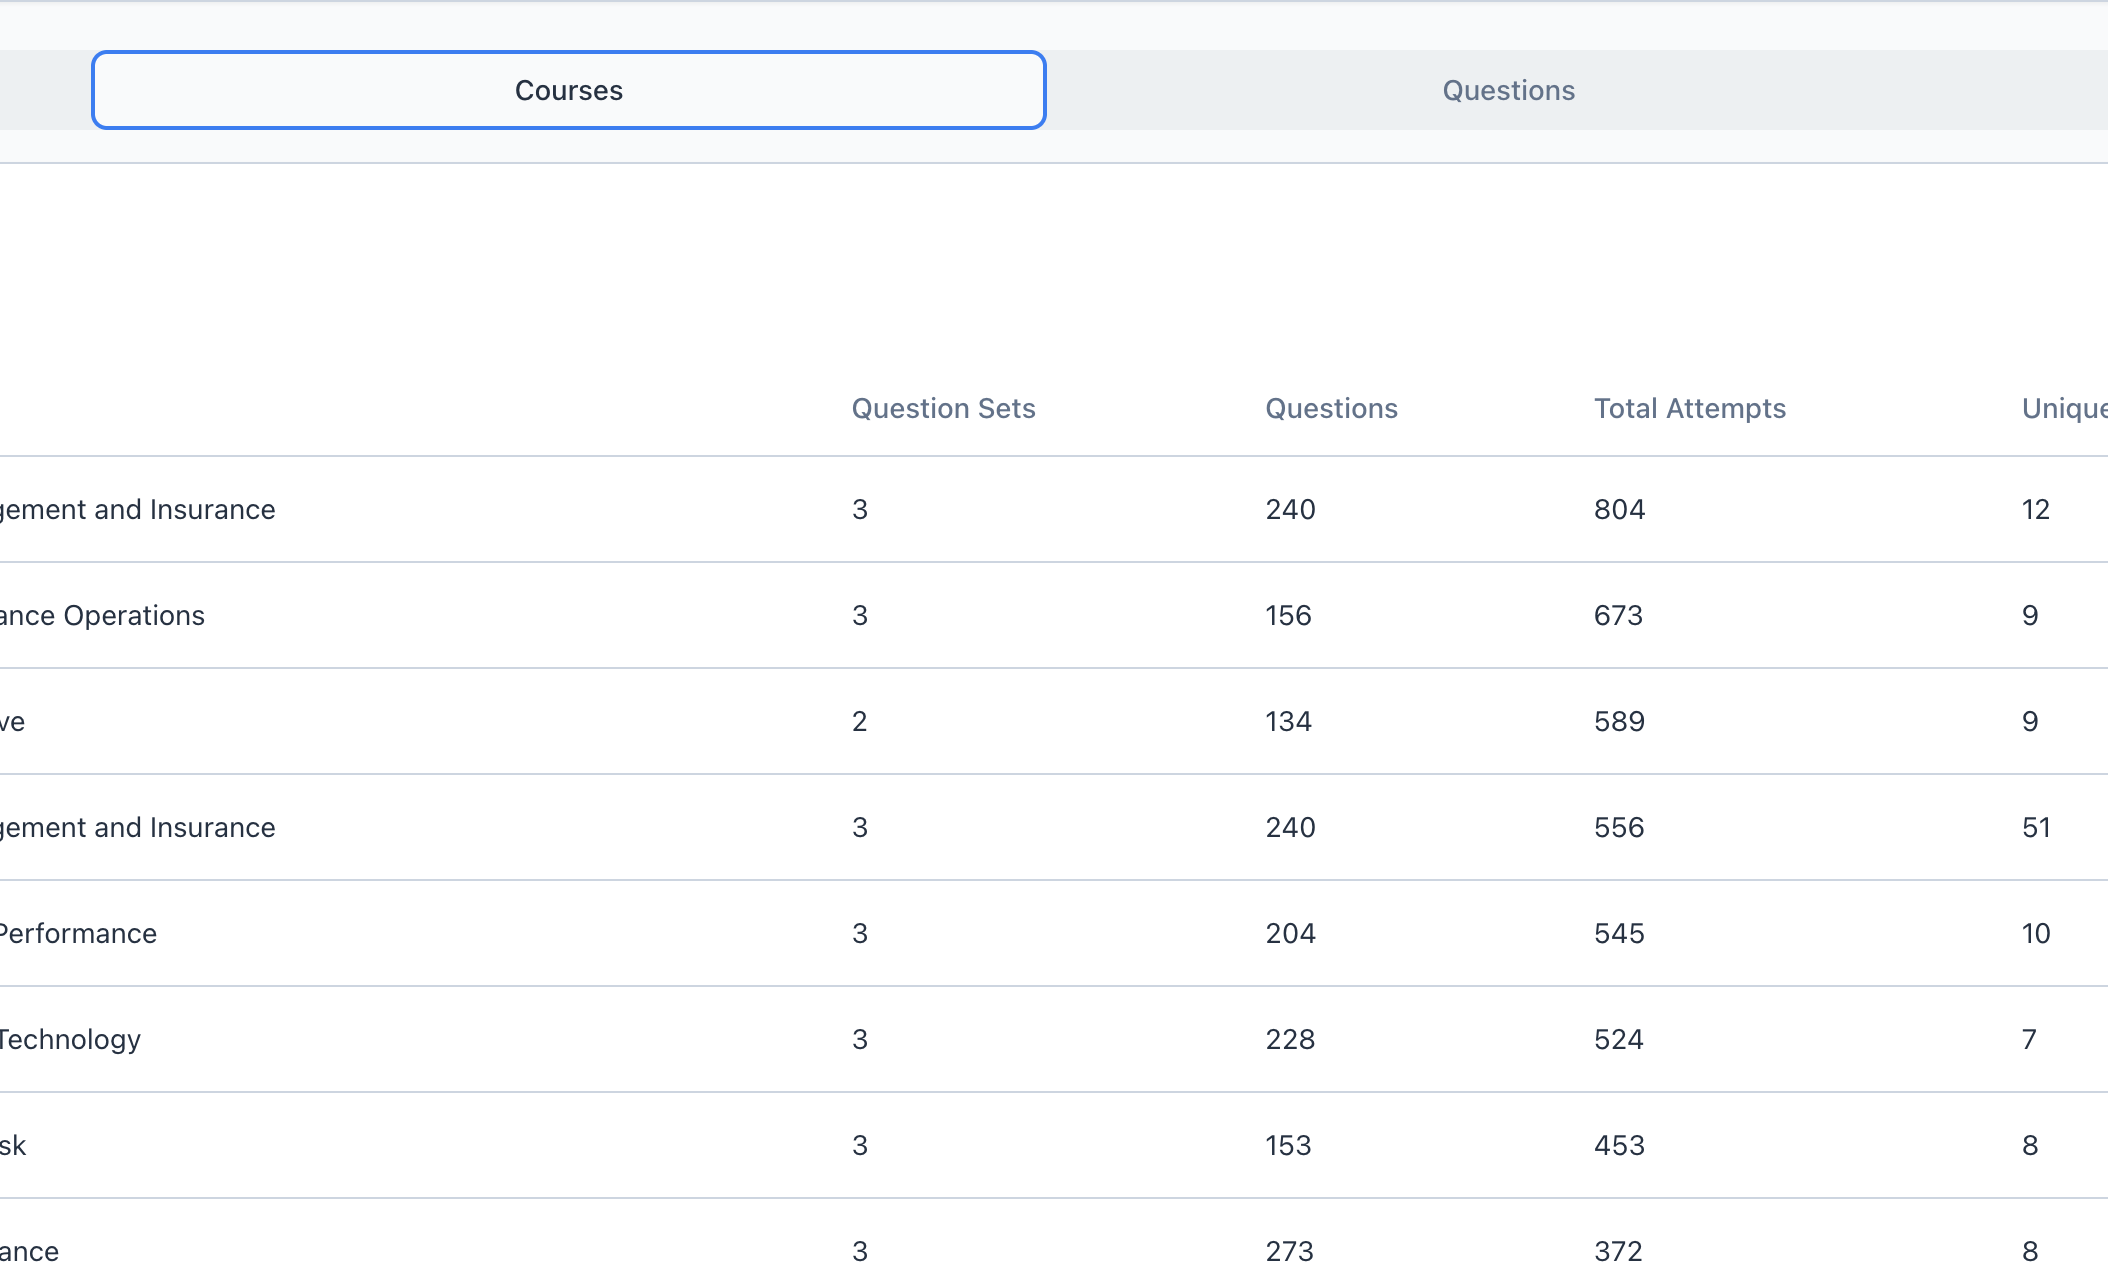 Courses Questions
Question Sets Questions Total Attempts Unique
gement and Insurance 3 240 804 12
ance Operations 3 156 673 9
ve 2 134 589 9
gement and Insurance 3 240 556 51
Performance 3 204 545 10
Technology 3 228 524 7
sk 3 153 453 8
ance 3 273 372 8